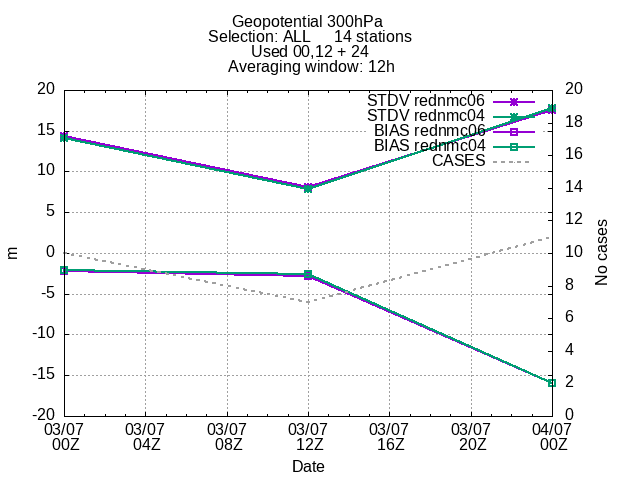 Geopotential 300hPa
Selection: ALL      14 stations
Used 00,12 + 24
Averaging window: 12h
STDV rednmc06
STDV rednmc04
BIAS rednmc06
BIAS rednmc04
CASES
20
15
10
5
0
-5
-10
-15
-20
m
20
18
16
14
12
10
8
6
4
2
0
No cases
03/07 03/07 03/07 03/07 03/07 03/07 04/07
00Z 04Z 08Z 12Z 16Z 20Z 00Z
Date